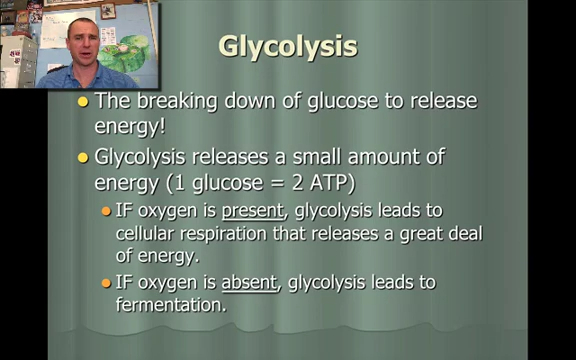 Glycolysis
The breaking down of glucose to release
energy!
Glycolysis releases a small amount of
energy (1 glucose = 2 ATP)
IF oxygen is present, glycolysis leads to
cellular respiration that releases a great deal
of energy.
IF oxygen is absent, glycolysis leads to
fermentation.